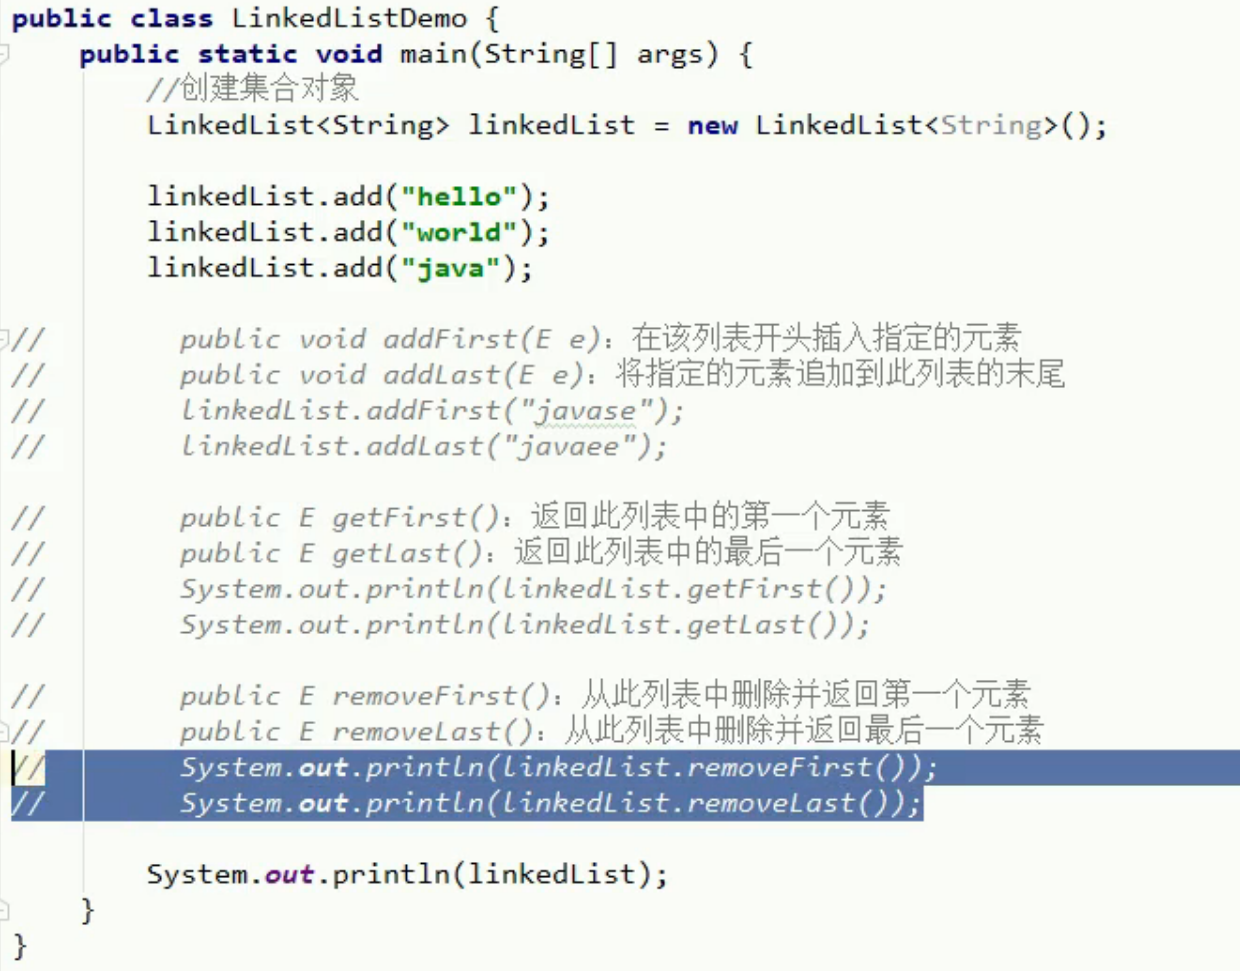 public class LinkedListDemo {
    public static void main(String[] args) {
        //创建集合对象
        LinkedList<String> linkedList = new LinkedList<String>();

        linkedList.add("hello");
        linkedList.add("world");
        linkedList.add("java");

//        public void addFirst(E e)：在该列表开头插入指定的元素
//        public void addLast(E e)：将指定的元素追加到此列表的末尾
//        linkedList.addFirst("javase");
//        linkedList.addLast("javaee");

//        public E getFirst()：返回此列表中的第一个元素
//        public E getLast()：返回此列表中的最后一个元素
//        System.out.println(linkedList.getFirst());
//        System.out.println(linkedList.getLast());

//        public E removeFirst()：从此列表中删除并返回第一个元素
//        public E removeLast()：从此列表中删除并返回最后一个元素
//        System.out.println(linkedList.removeFirst());
//        System.out.println(linkedList.removeLast());

        System.out.println(linkedList);
    }
}